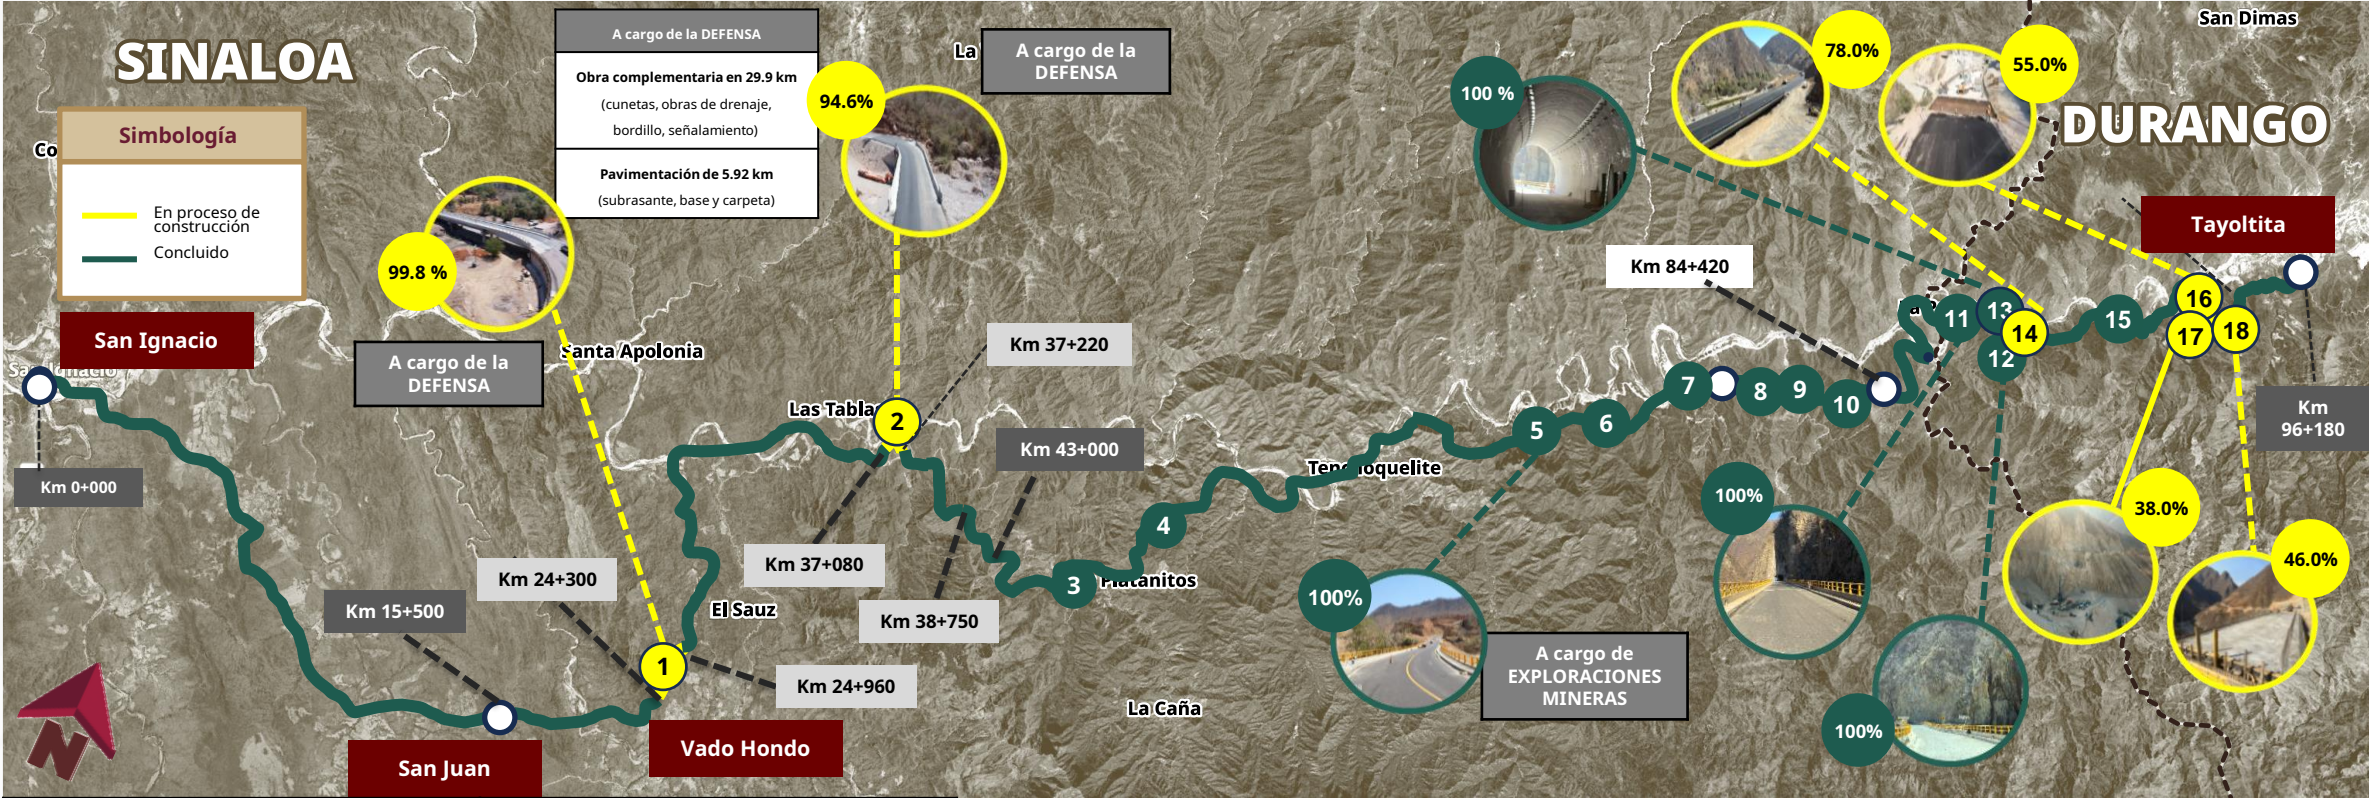 SINALOA
Simbología
En proceso de
construcción
Concluido
San Ignacio
Km 0+000
A cargo de la DEFENSA
Obra complementaria en 29.9 km
(cunetas, obras de drenaje,
bordillo, señalamiento)
Pavimentación de 5.92 km
(subrasante, base y carpeta)
94.6%
99.8 %
A cargo de la
DEFENSA
La
A cargo de la
DEFENSA
Santa Apolonia
Las Tablas
2
Km 37+220
Km 43+000
Km 37+080
Km 38+750
Km 24+300
Km 15+500
El Sauz
1
Km 24+960
San Juan
Vado Hondo
N
3
Platanitos
4
La Caña
Tenchoquelite
5
6
7
8
9
10
100%
A cargo de
EXPLORACIONES
MINERAS
100 %
78.0%
55.0%
San Dimas
DURANGO
Tayoltita
Km 84+420
11
13
14
12
15
16
17
18
Km
96+180
100%
100%
38.0%
46.0%